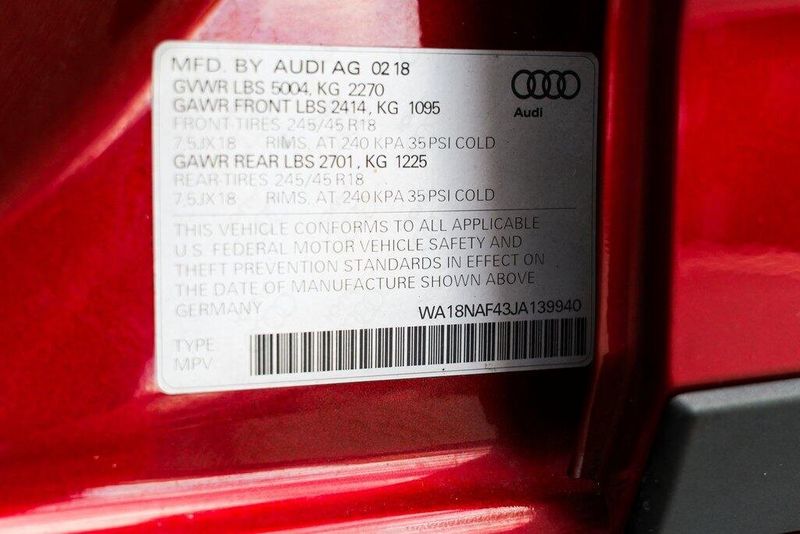 MFD. BY AUDI AG 02 18
GVWR LBS 5004, KG 2270
GAWR FRONT LBS 2414, KG 1095
FRONT-TIRES 245/45 R18
7,5JX18 RIMS, AT 240 KPA 35 PSI COLD
GAWR REAR LBS 2701, KG 1225
REAR-TIRES 245/45 R18
7,5JX18 RIMS, AT 240 KPA 35 PSI COLD
Audi
THIS VEHICLE CONFORMS TO ALL APPLICABLE
U.S. FEDERAL MOTOR VEHICLE SAFETY AND
THEFT PREVENTION STANDARDS IN EFFECT ON
THE DATE OF MANUFACTURE SHOWN ABOVE
GERMANY WA18NAF43JA139940
TYPE
MPV